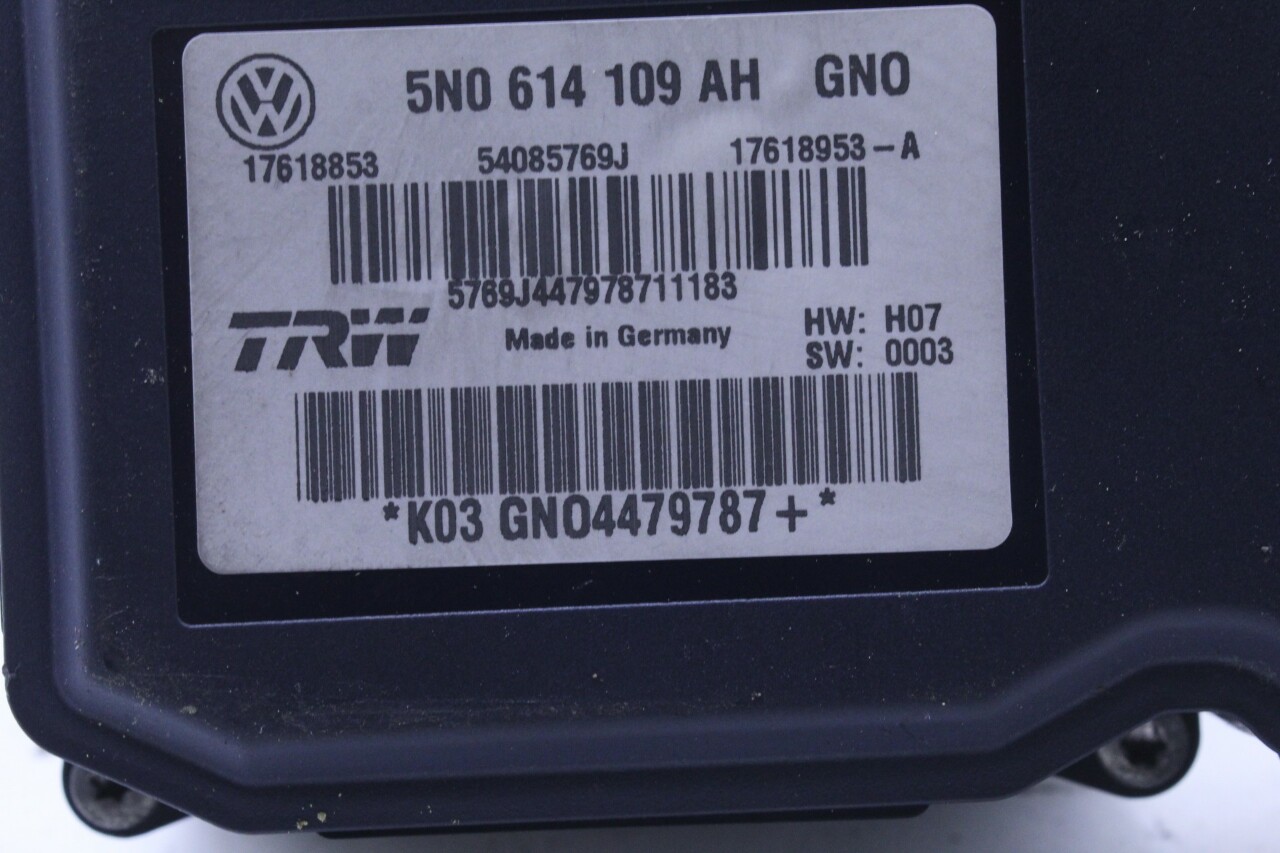 5N0 614 109 AH GNO
17618853 54085769J 17618953-A
5769J447978711183
TRW Made in Germany HW: H07
SW: 0003
*K03 GNO4479787+*